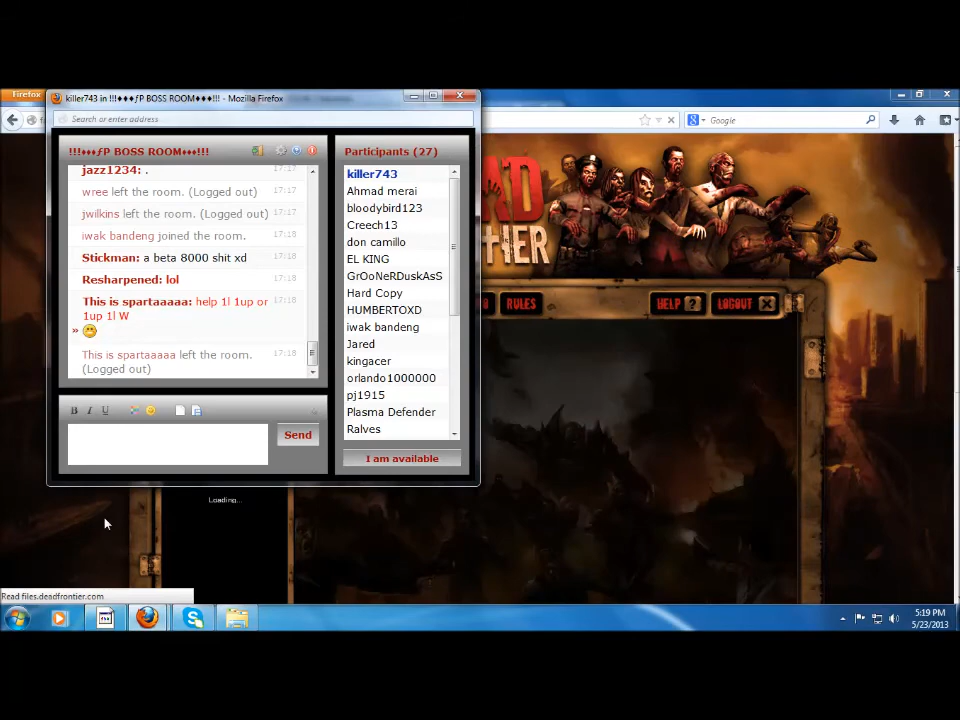 Firefox
killer743 in !!!♦♦♦ƒP BOSS ROOM♦♦♦!!! - Mozilla Firefox
Search or enter address
Google
!!!♦♦♦ƒP BOSS ROOM♦♦♦!!!
jazz1234: . 17:17
wree left the room. (Logged out) 17:17
jwilkins left the room. (Logged out) 17:17
iwak bandeng joined the room. 17:18
Stickman: a beta 8000 shit xd 17:18
Resharpened: lol 17:18
This is spartaaaaa: help 1l 1up or 17:18
1up 1l W
»
This is spartaaaaa left the room. 17:18
(Logged out)
B I U
Send
Participants (27)
killer743
Ahmad merai
bloodybird123
Creech13
don camillo
EL KING
GrOoNeRDuskAsS
Hard Copy
HUMBERTOXD
iwak bandeng
Jared
kingacer
orlando1000000
pj1915
Plasma Defender
Ralves
I am available
RULES
HELP ?
LOGOUT X
Loading...
Read files.deadfrontier.com
5:19 PM
5/23/2013